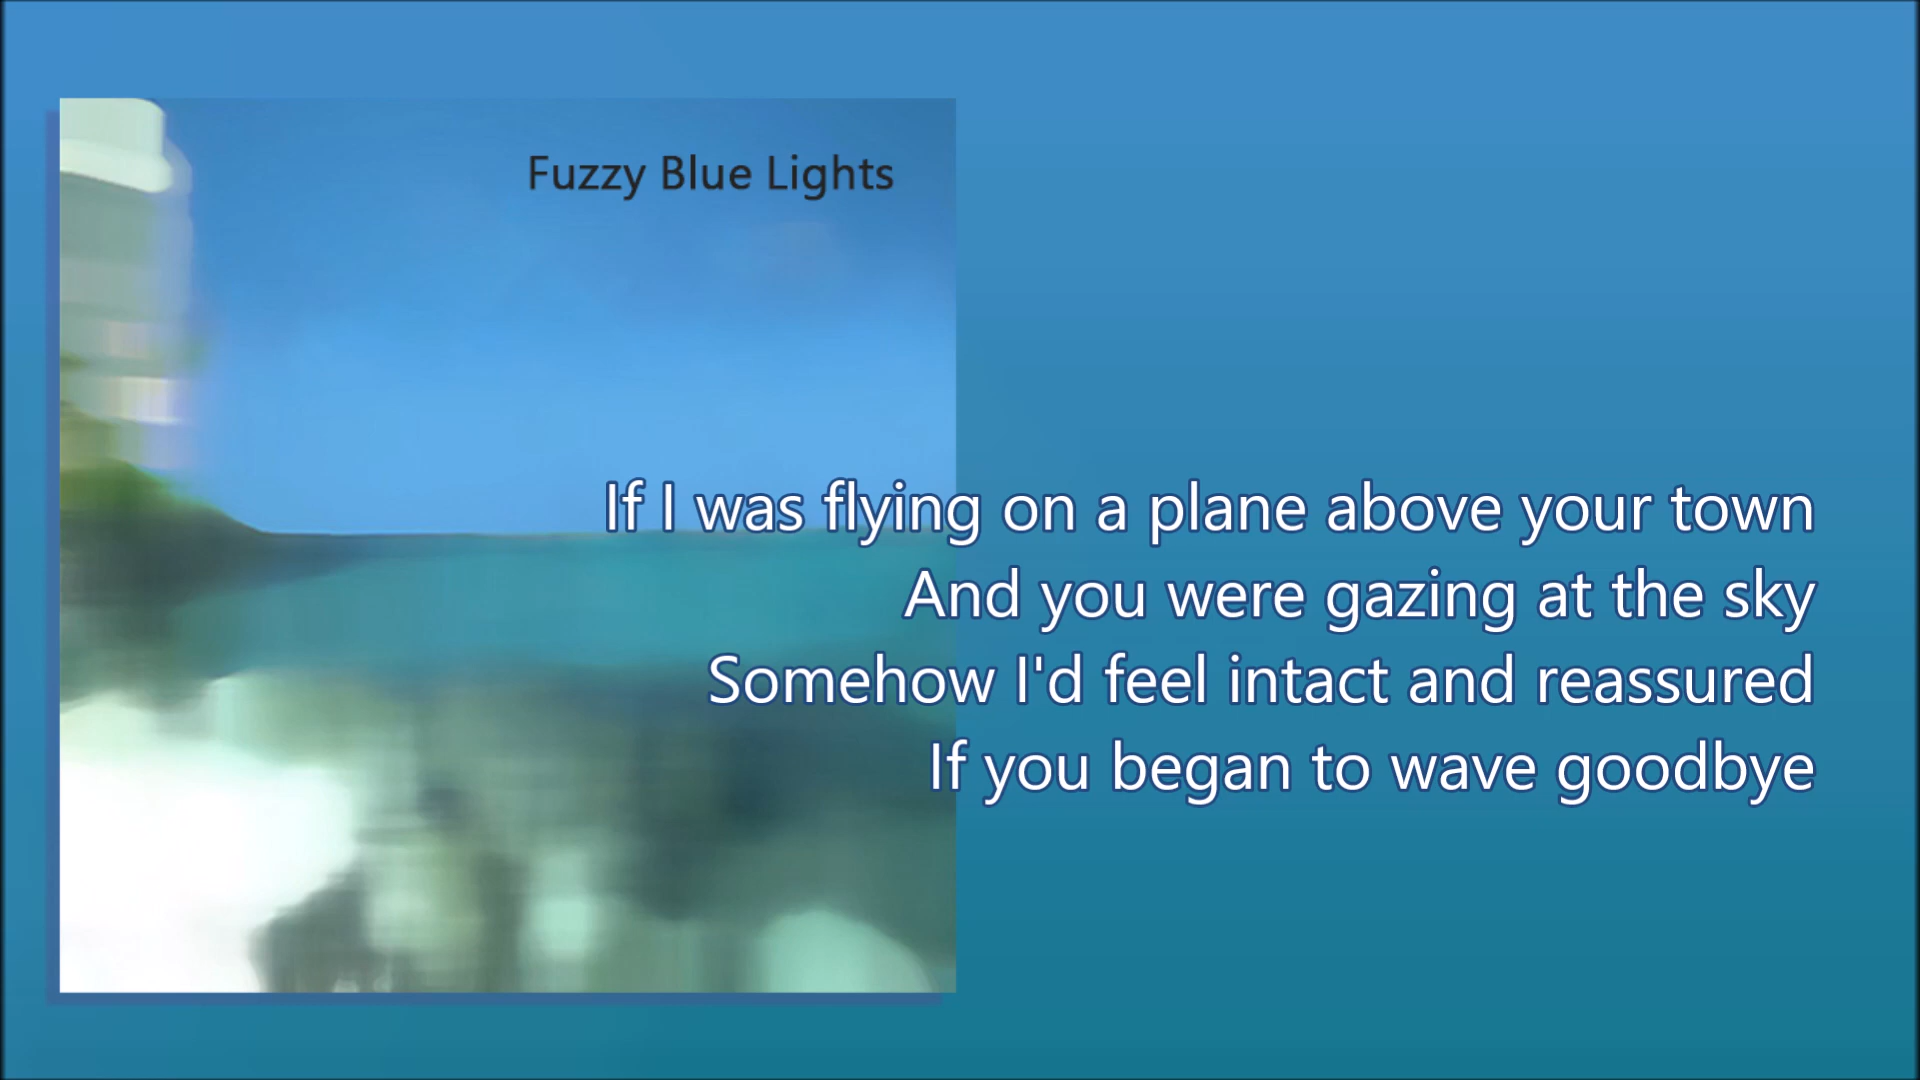 Fuzzy Blue Lights
If I was flying on a plane above your town
And you were gazing at the sky
Somehow I'd feel intact and reassured
If you began to wave goodbye